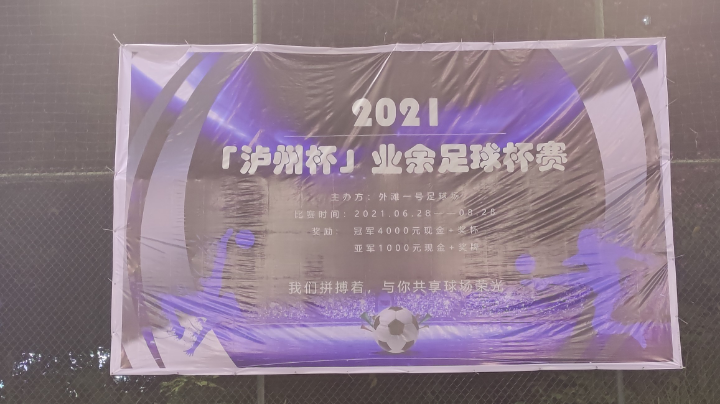 2021
「泸州杯」业余足球杯赛
主办方：外滩一号足球场
比赛时间：2021.06.28——08.28
奖励： 冠军4000元现金+奖杯
亚军1000元现金+奖杯
我们拼搏着，与你共享球场荣光